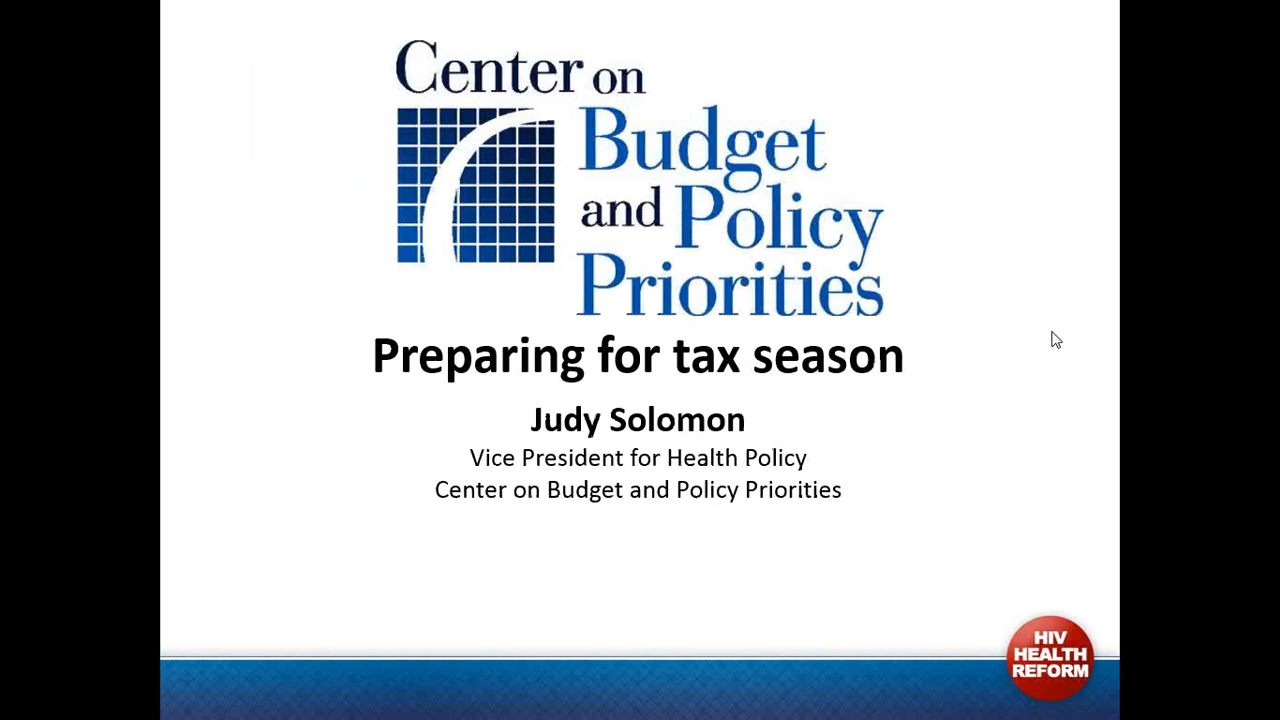 Center on
Budget
and Policy
Priorities
Preparing for tax season
Judy Solomon
Vice President for Health Policy
Center on Budget and Policy Priorities
HIV
HEALTH
REFORM